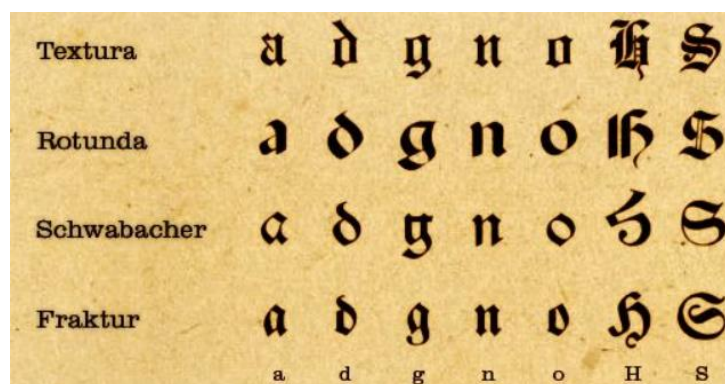 Textura a d g n o H S
Rotunda a d g n o H S
Schwabacher a d g n o H S
Fraktur a d g n o H S
a d g n o H S